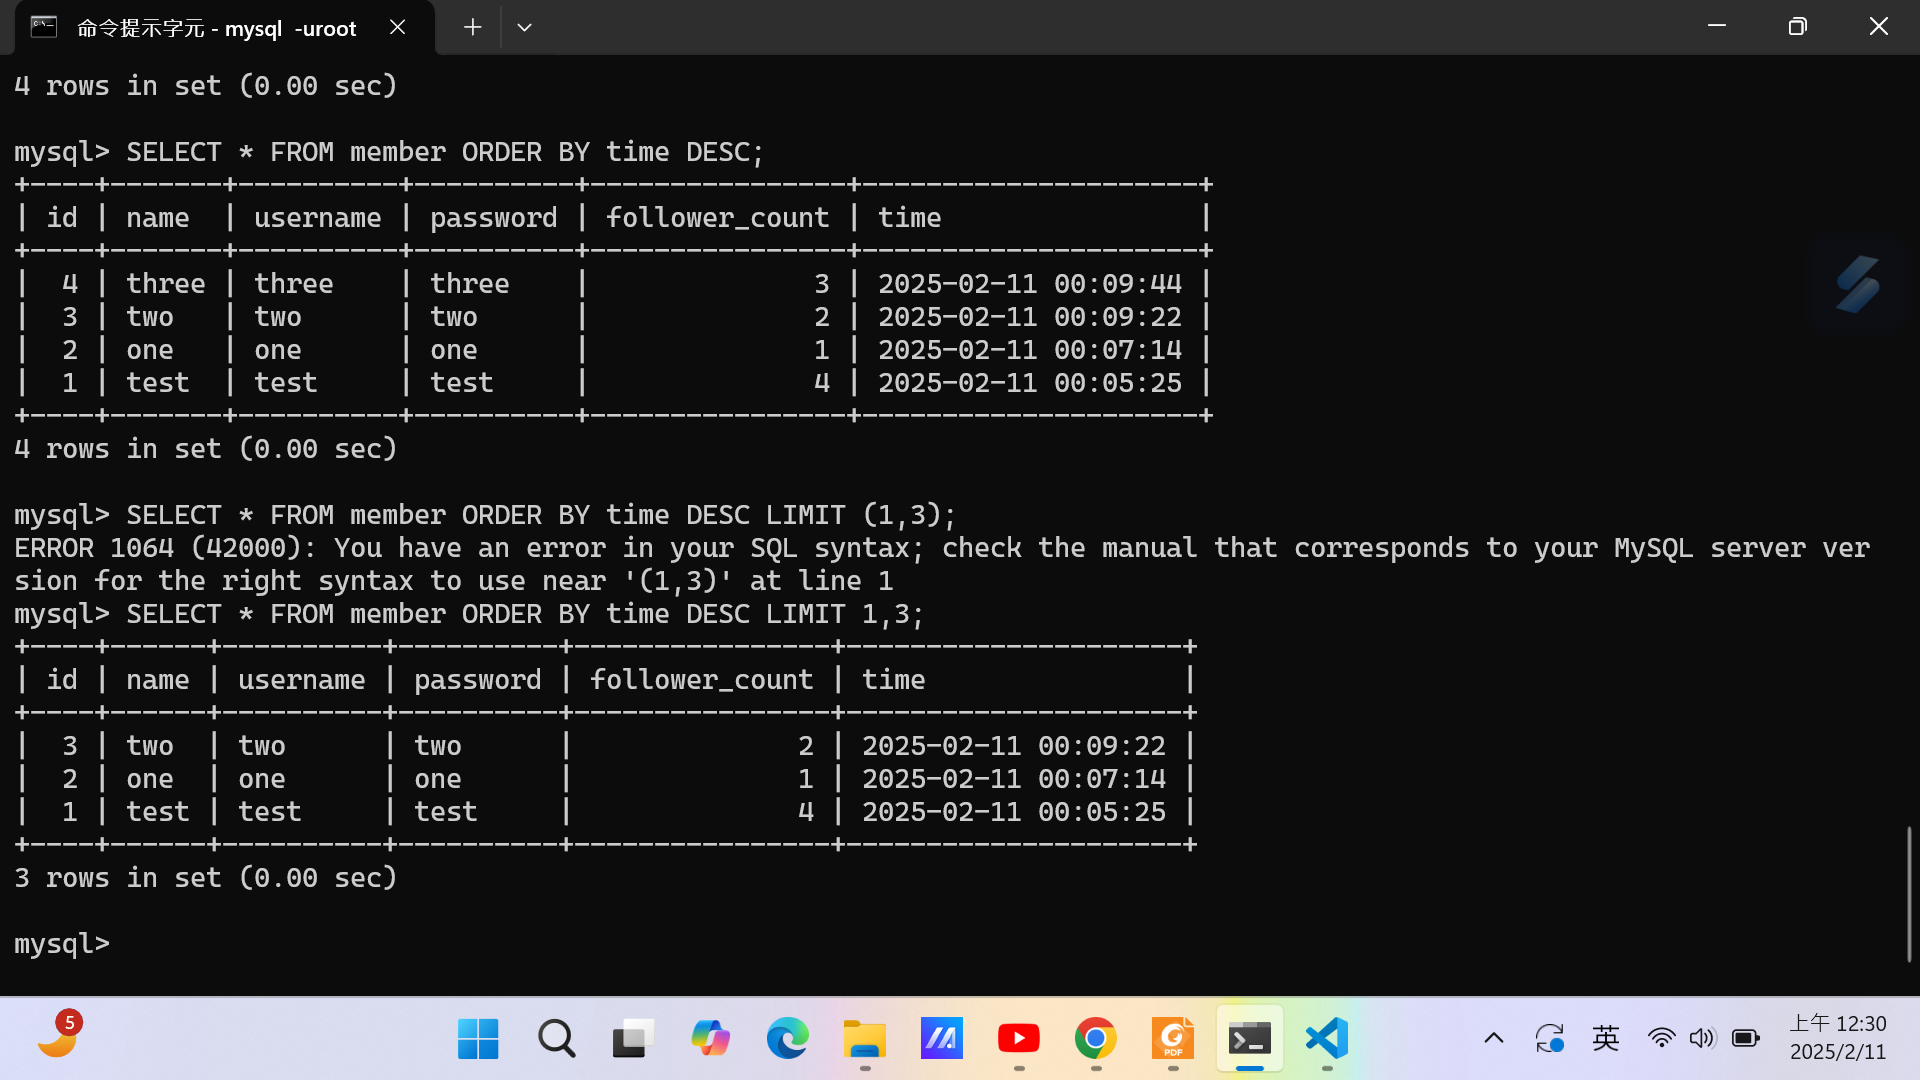 命令提示字元 - mysql  -uroot
4 rows in set (0.00 sec)
mysql> SELECT * FROM member ORDER BY time DESC;
+----+-------+----------+----------+----------------+---------------------+
| id | name  | username | password | follower_count | time                |
+----+-------+----------+----------+----------------+---------------------+
|  4 | three | three    | three    |              3 | 2025-02-11 00:09:44 |
|  3 | two   | two      | two      |              2 | 2025-02-11 00:09:22 |
|  2 | one   | one      | one      |              1 | 2025-02-11 00:07:14 |
|  1 | test  | test     | test     |              4 | 2025-02-11 00:05:25 |
+----+-------+----------+----------+----------------+---------------------+
4 rows in set (0.00 sec)
mysql> SELECT * FROM member ORDER BY time DESC LIMIT (1,3);
ERROR 1064 (42000): You have an error in your SQL syntax; check the manual that corresponds to your MySQL server ver
sion for the right syntax to use near '(1,3)' at line 1
mysql> SELECT * FROM member ORDER BY time DESC LIMIT 1,3;
+----+------+----------+----------+----------------+---------------------+
| id | name | username | password | follower_count | time                |
+----+------+----------+----------+----------------+---------------------+
|  3 | two  | two      | two      |              2 | 2025-02-11 00:09:22 |
|  2 | one  | one      | one      |              1 | 2025-02-11 00:07:14 |
|  1 | test | test     | test     |              4 | 2025-02-11 00:05:25 |
+----+------+----------+----------+----------------+---------------------+
3 rows in set (0.00 sec)
mysql>
5
PDF
英
上午 12:30
2025/2/11